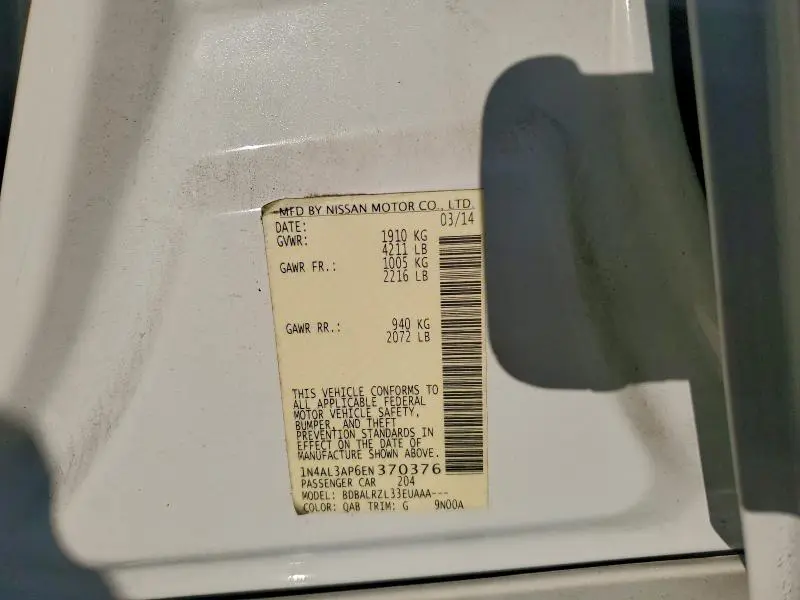 MFD BY NISSAN MOTOR CO., LTD.
DATE: 03/14
GVWR: 1910 KG
4211 LB
GAWR FR.: 1005 KG
2216 LB
GAWR RR.: 940 KG
2072 LB
THIS VEHICLE CONFORMS TO
ALL APPLICABLE FEDERAL
MOTOR VEHICLE SAFETY,
BUMPER, AND THEFT
PREVENTION STANDARDS IN
EFFECT ON THE DATE OF
MANUFACTURE SHOWN ABOVE.
1N4AL3AP6EN370376
PASSENGER CAR 204
MODEL: BDBALRZL33EUAAA---
COLOR: QAB TRIM: G 9N00A